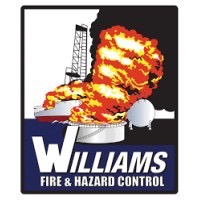 WILLIAMS
FIRE & HAZARD CONTROL